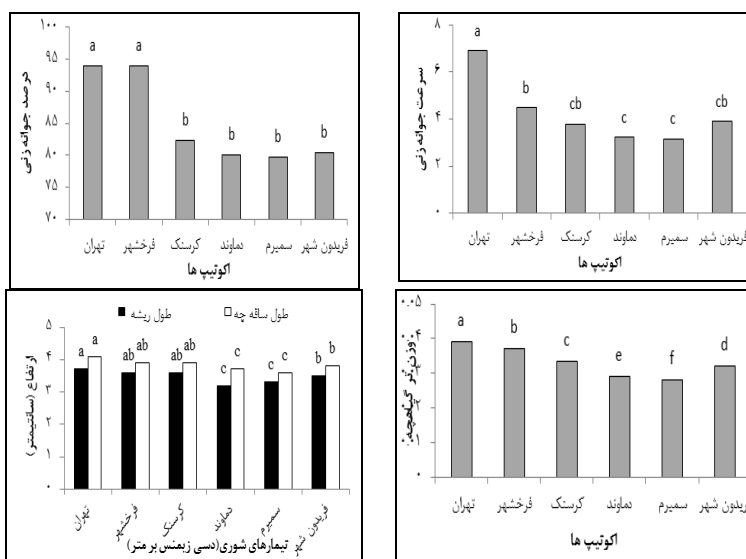 درصد جوانه زنی
۱۰۰
۹۵
۹۰
۸۵
۸۰
۷۵
۷۰
a a b b b b
تهران فرخشهر کرسنک دماوند سمیرم فریدون شهر
اکوتیپ ها
سرعت جوانه زنی
۸
۶
۴
۲
۰
a b cb c c cb
تهران فرخشهر کرسنک دماوند سمیرم فریدون شهر
اکوتیپ ها
طول ریشه طول ساقه چه
ارتفاع (سانتیمتر)
۵
۴
۳
۲
۱
۰
a a ab ab ab ab c c c c b b
تهران فرخشهر کرسنک دماوند سمیرم فریدون شهر
تیمارهای شوری(دسی زیمنس بر متر)
وزن تر گیاهچه
۰.۰۵
۰
a b c e f d
تهران فرخشهر کرسنک دماوند سمیرم فریدون شهر
اکوتیپ ها